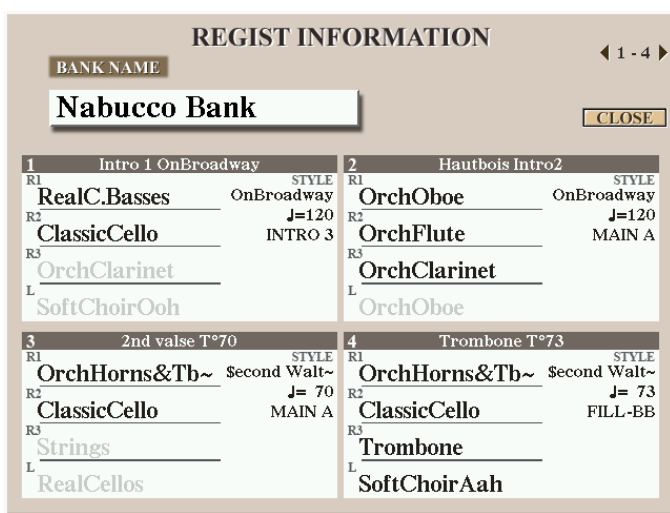 REGIST INFORMATION
1 - 4
BANK NAME
Nabucco Bank
CLOSE
1 Intro 1 OnBroadway
R1 STYLE
RealC.Basses OnBroadway
R2 ♩=120
ClassicCello INTRO 3
R3
OrchClarinet
L
SoftChoirOoh
2 Hautbois Intro2
R1 STYLE
OrchOboe OnBroadway
R2 ♩=120
OrchFlute MAIN A
R3
OrchClarinet
L
OrchOboe
3 2nd valse T°70
R1 STYLE
OrchHorns&Tb~ $econd Walt~
R2 ♩= 70
ClassicCello MAIN A
R3
Strings
L
RealCellos
4 Trombone T°73
R1 STYLE
OrchHorns&Tb~ $econd Walt~
R2 ♩= 73
ClassicCello FILL-BB
R3
Trombone
L
SoftChoirAah